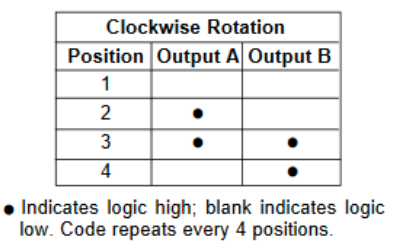 Clockwise Rotation
Position Output A Output B
1
2 ●
3 ● ●
4 ●
● Indicates logic high; blank indicates logic
low. Code repeats every 4 positions.